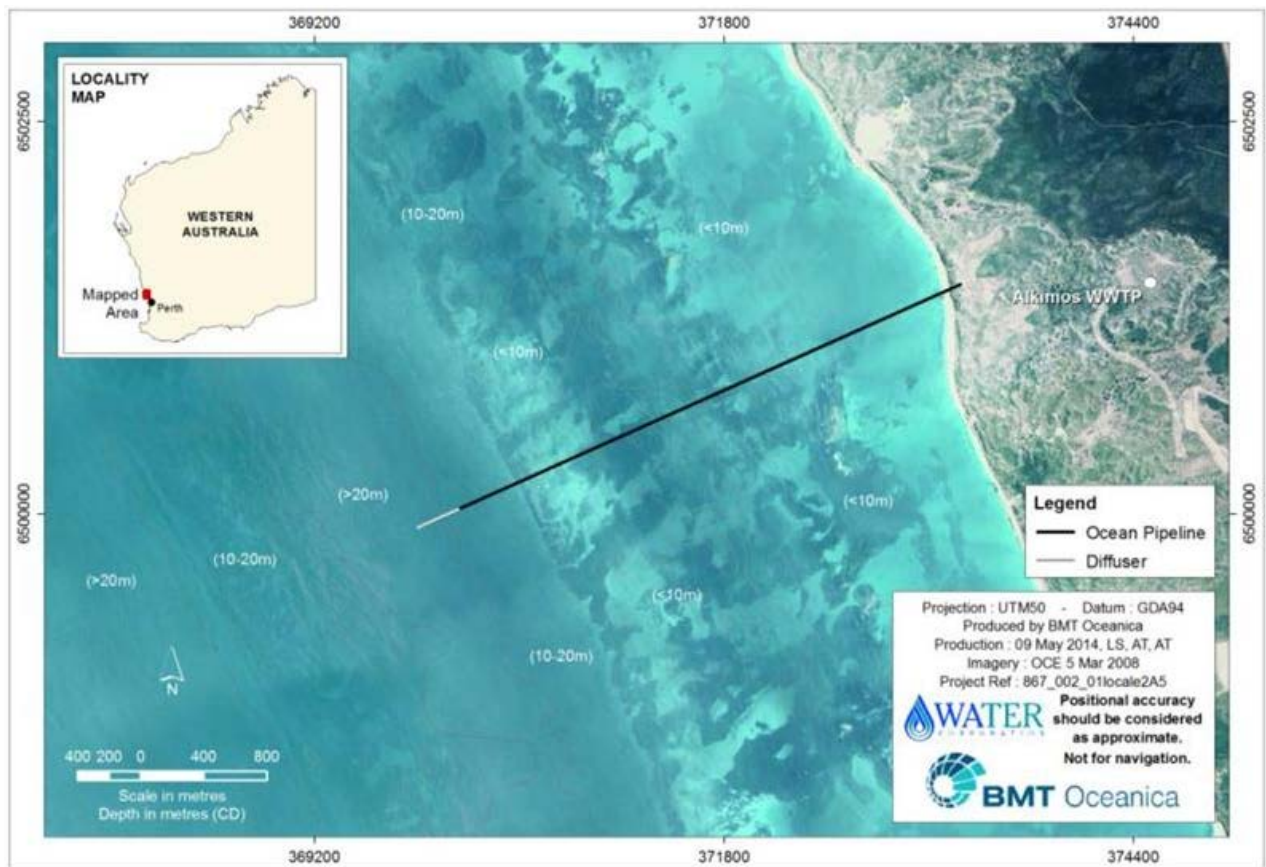 369200 371800 374400
LOCALITY
MAP
WESTERN
AUSTRALIA
Mapped
Area
Perth
6502500 6502500
(10-20m)
(<10m)
Alkimos WWTP
(<10m)
(>20m)
(<10m)
6500000 6500000
(10-20m)
(>20m)
(<10m)
(10-20m)
N
400 200 0 400 800
Scale in metres
Depth in metres (CD)
Legend
Ocean Pipeline
Diffuser
Projection : UTM50 - Datum : GDA94
Produced by BMT Oceanica
Production : 09 May 2014, LS, AT, AT
Imagery : OCE 5 Mar 2008
Project Ref : 867_002_01locale2A5
WATER
CORPORATION
Positional accuracy
should be considered
as approximate.
Not for navigation.
BMT Oceanica
369200 371800 374400